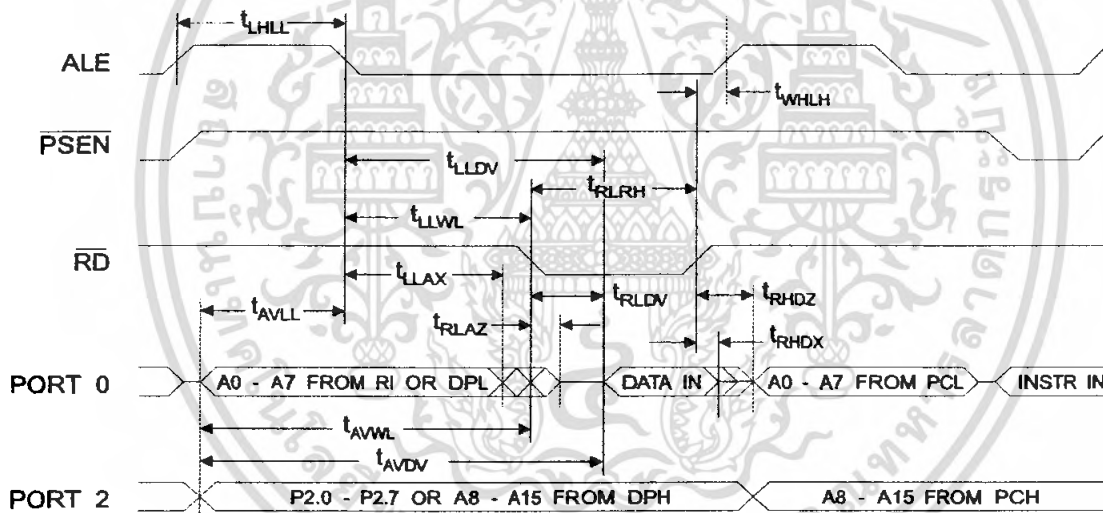 tLHLL
ALE
tWHLH
PSEN
tLLDV
tRLRH
tLLWL
RD
tLLAX
tRLDV
tRHDZ
tAVLL
tRLAZ
tRHDX
PORT 0
A0 - A7 FROM RI OR DPL
DATA IN
A0 - A7 FROM PCL
INSTR IN
tAVWL
tAVDV
PORT 2
P2.0 - P2.7 OR A8 - A15 FROM DPH
A8 - A15 FROM PCH